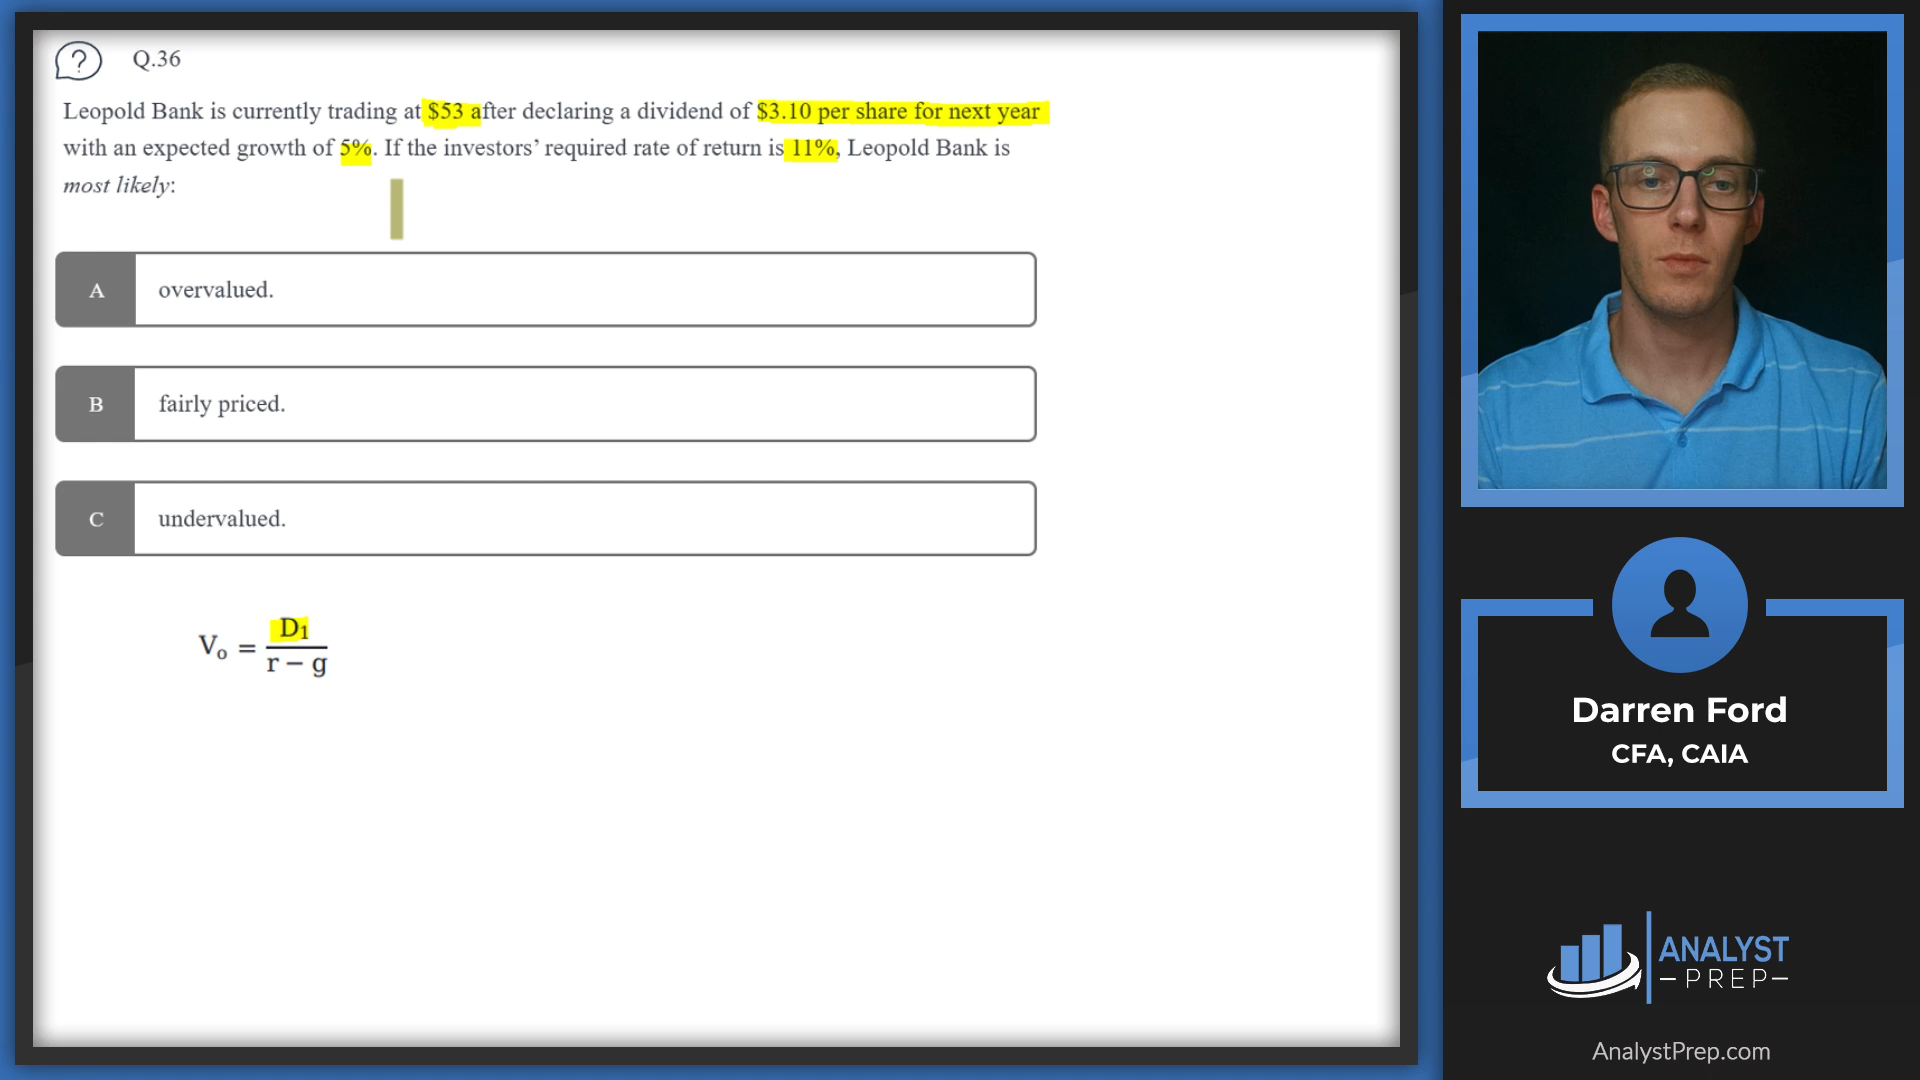 ?
Q.36
Leopold Bank is currently trading at $53 after declaring a dividend of $3.10 per share for next year
with an expected growth of 5%. If the investors’ required rate of return is 11%, Leopold Bank is
most likely:
A
overvalued.
B
fairly priced.
C
undervalued.
V₀ = D₁ / r − g
Darren Ford
CFA, CAIA
ANALYST
PREP
AnalystPrep.com